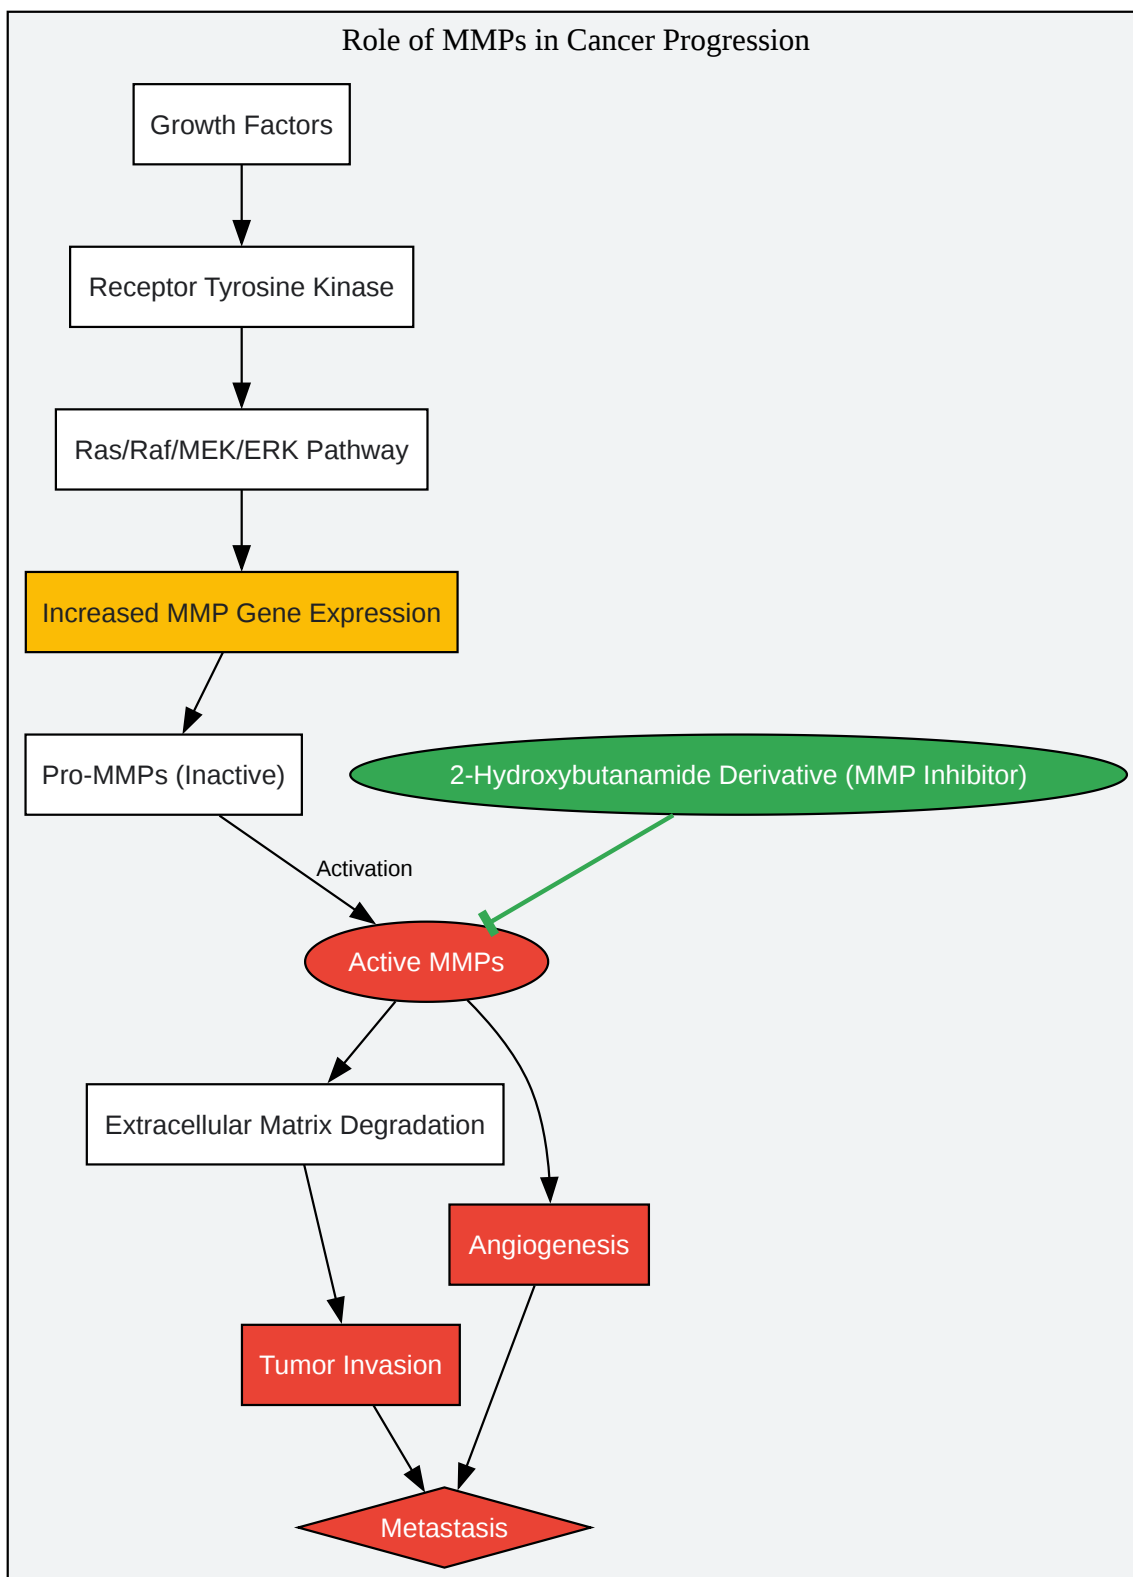 Role of MMPs in Cancer Progression
Growth Factors
Receptor Tyrosine Kinase
Ras/Raf/MEK/ERK Pathway
Increased MMP Gene Expression
Pro-MMPs (Inactive)
2-Hydroxybutanamide Derivative (MMP Inhibitor)
Activation
Active MMPs
Extracellular Matrix Degradation
Angiogenesis
Tumor Invasion
Metastasis